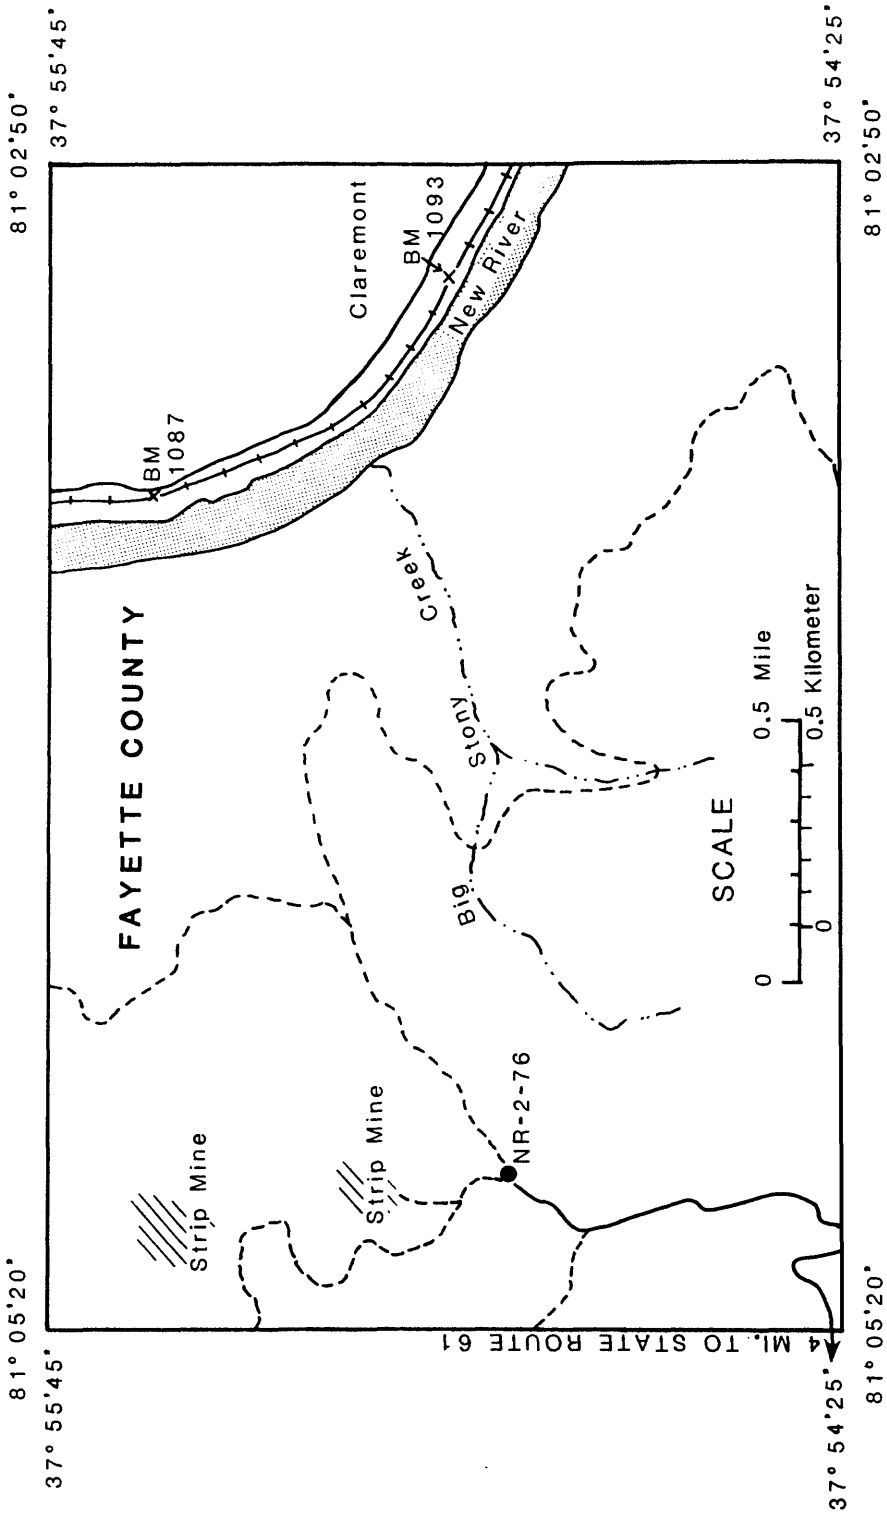 81° 05'20"
81° 02'50"
37° 55'45"
37° 55'45"
FAYETTE COUNTY
BM
1087
Strip Mine
Claremont
Strip Mine
BM
1093
Creek
New River
Stony
Big
NR-2-76
SCALE
0
0.5 Mile
0
0.5 Kilometer
4 MI. TO STATE ROUTE 61
37° 54'25"
37° 54'25"
81° 05'20"
81° 02'50"